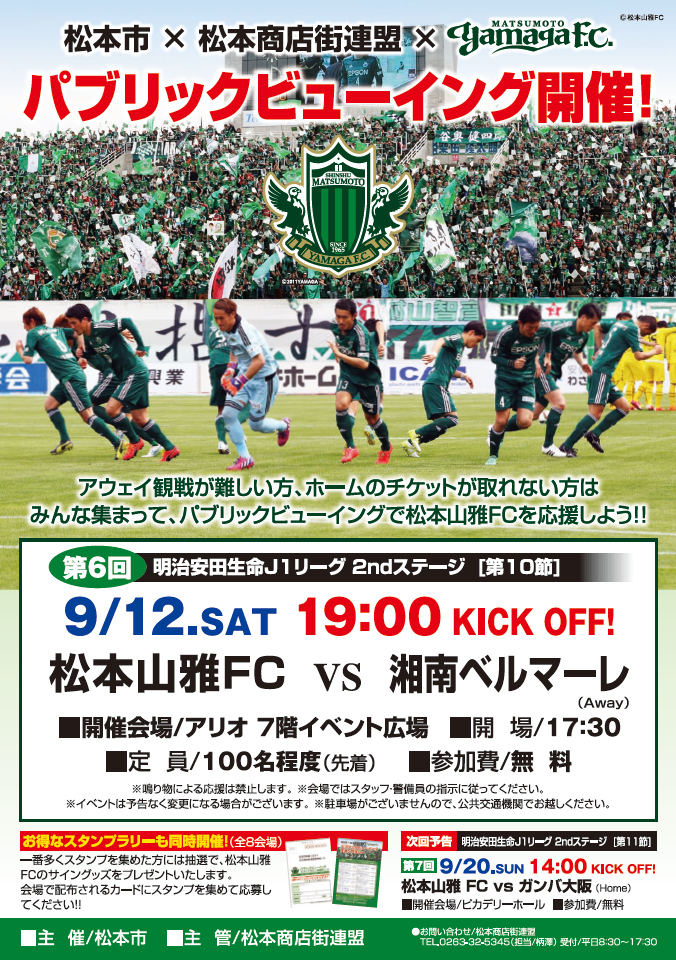 ©松本山雅FC
松本市 × 松本商店街連盟 × MATSUMOTO yamaga F.C.
パブリックビューイング開催!
谷奥健四郎
SHINSHU
MATSUMOTO
SINCE
1965
YAMAGA F.C.
©2011YAMAGA
EPSON
興業
ホーム
ICAM
アウェイ観戦が難しい方、ホームのチケットが取れない方は
みんな集まって、パブリックビューイングで松本山雅FCを応援しよう!!
第6回 明治安田生命J1リーグ 2ndステージ [第10節]
9/12.SAT 19:00 KICK OFF!
松本山雅FC vs 湘南ベルマーレ
(Away)
■開催会場/アリオ 7階イベント広場 ■開 場/17:30
■定 員/100名程度(先着) ■参加費/無 料
※鳴り物による応援は禁止します。※会場ではスタッフ・警備員の指示に従ってください。
※イベントは予告なく変更になる場合がございます。※駐車場がございませんので、公共交通機関でお越しください。
お得なスタンプラリーも同時開催!(全8会場)
一番多くスタンプを集めた方には抽選で、松本山雅
FCのサイングッズをプレゼントいたします。
会場で配布されるカードにスタンプを集めて応募し
てください!!
次回予告 明治安田生命J1リーグ 2ndステージ [第11節]
第7回 9/20.SUN 14:00 KICK OFF!
松本山雅 FC vs ガンバ大阪 (Home)
■開催会場/ピカデリーホール ■参加費/無料
■主 催/松本市 ■主 管/松本商店街連盟
●お問い合わせ/松本商店街連盟
TEL.0263-32-5345(担当/柄澤) 受付/平日8:30〜17:30